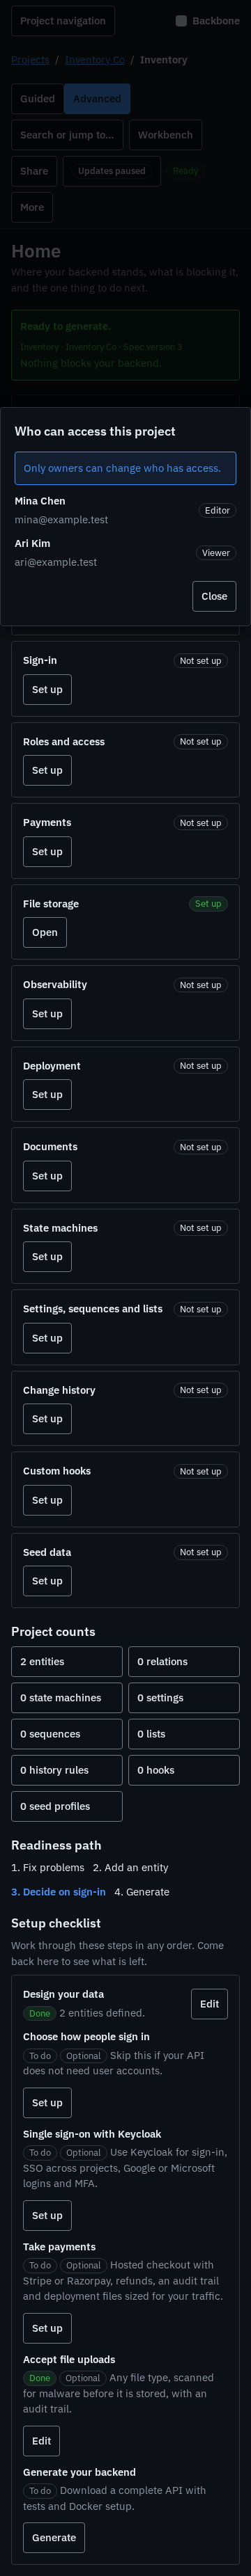 Project navigation
Backbone
Projects / Inventory Co / Inventory
Guided
Advanced
Search or jump to...
Workbench
Share
Updates paused
Ready
More
Home
Where your backend stands, what is blocking it,
and the one thing to do next.
Ready to generate.
Inventory · Inventory Co · Spec version 3
Nothing blocks your backend.
Who can access this project
Only owners can change who has access.
Mina Chen
mina@example.test
Editor
Ari Kim
ari@example.test
Viewer
Close
Sign-in
Not set up
Set up
Roles and access
Not set up
Set up
Payments
Not set up
Set up
File storage
Set up
Open
Observability
Not set up
Set up
Deployment
Not set up
Set up
Documents
Not set up
Set up
State machines
Not set up
Set up
Settings, sequences and lists
Not set up
Set up
Change history
Not set up
Set up
Custom hooks
Not set up
Set up
Seed data
Not set up
Set up
Project counts
2 entities
0 relations
0 state machines
0 settings
0 sequences
0 lists
0 history rules
0 hooks
0 seed profiles
Readiness path
1. Fix problems 2. Add an entity
3. Decide on sign-in 4. Generate
Setup checklist
Work through these steps in any order. Come
back here to see what is left.
Design your data
Done 2 entities defined.
Edit
Choose how people sign in
To do Optional Skip this if your API
does not need user accounts.
Set up
Single sign-on with Keycloak
To do Optional Use Keycloak for sign-in,
SSO across projects, Google or Microsoft
logins and MFA.
Set up
Take payments
To do Optional Hosted checkout with
Stripe or Razorpay, refunds, an audit trail
and deployment files sized for your traffic.
Set up
Accept file uploads
Done Optional Any file type, scanned
for malware before it is stored, with an
audit trail.
Edit
Generate your backend
To do Download a complete API with
tests and Docker setup.
Generate